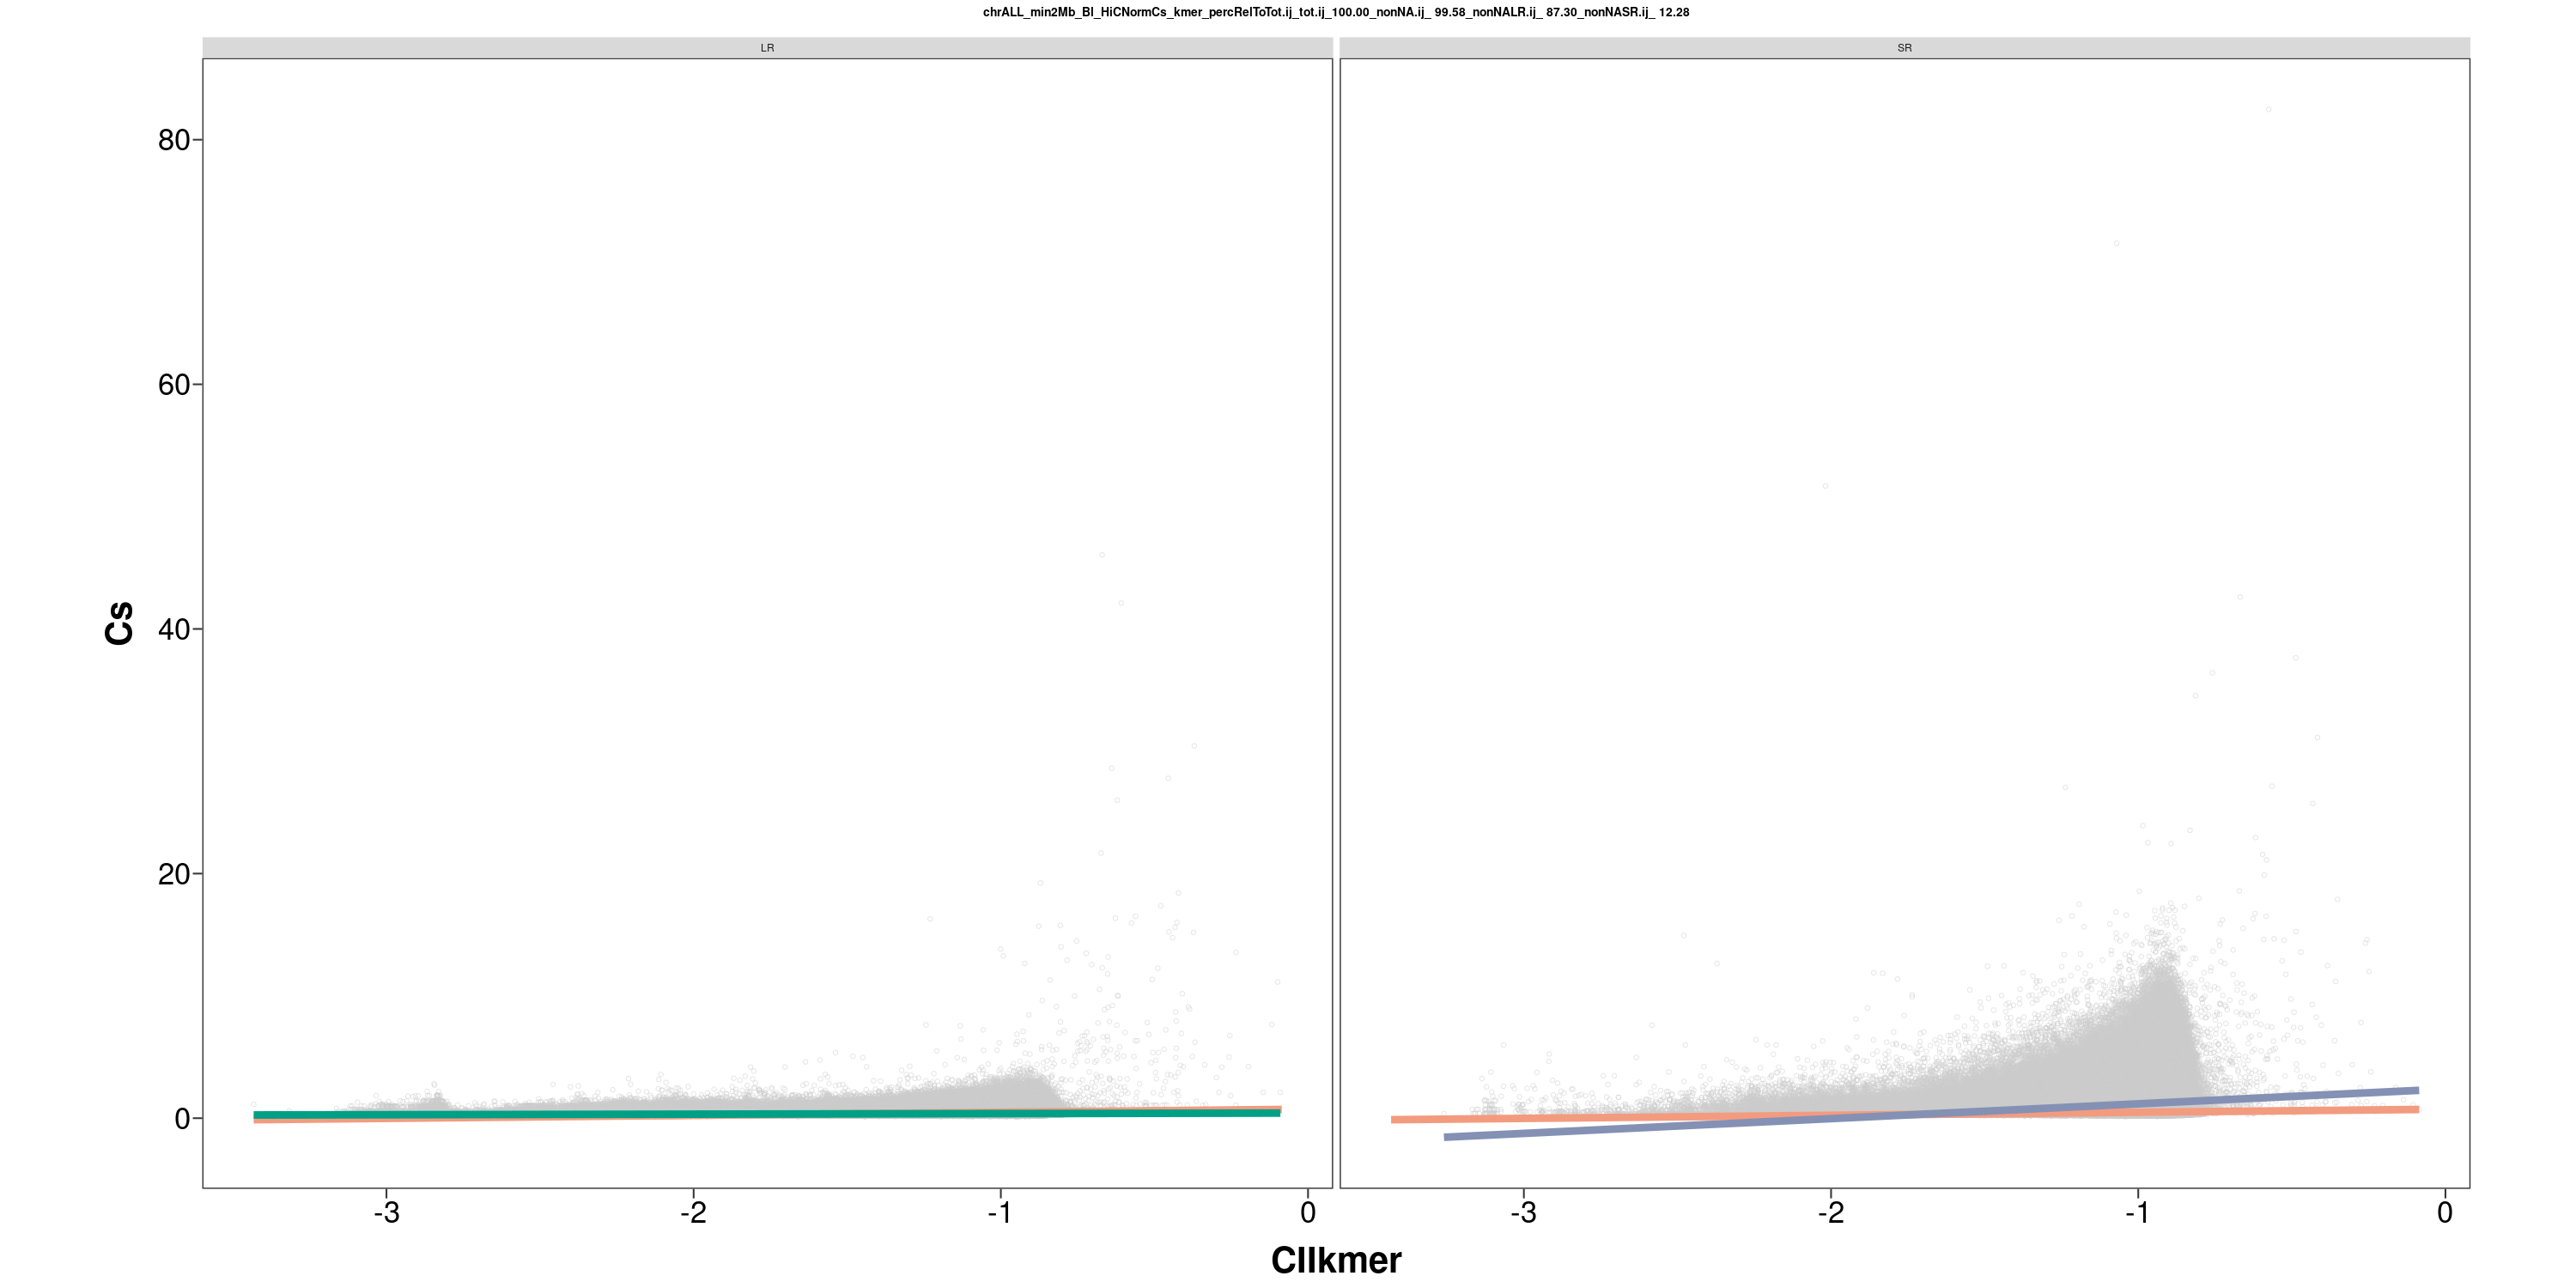 chrALL_min2Mb_Bl_HiCNormCs_kmer_percRelToTot.ij_tot.ij_100.00_nonNA.ij_ 99.58_nonNALR.ij_ 87.30_nonNASR.ij_ 12.28
LR
SR
80
60
40
20
0
Cs
-3
-2
-1
0
-3
-2
-1
0
CIIkmer